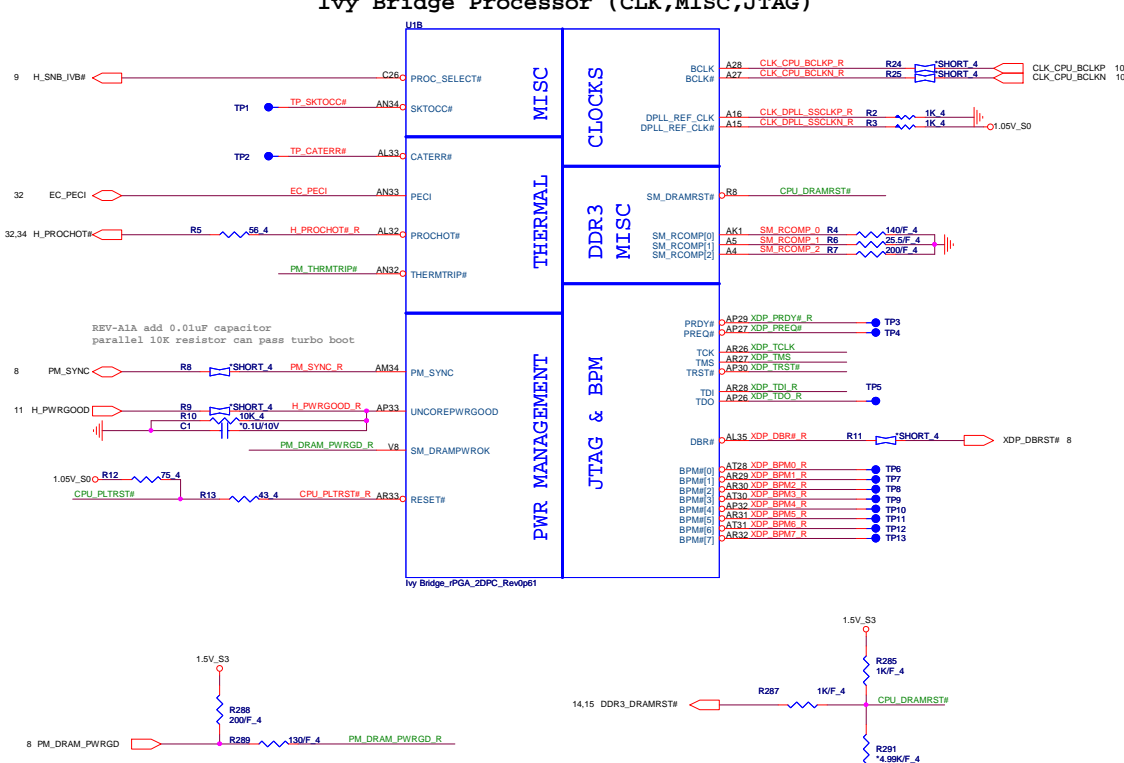 Ivy Bridge Processor (CLK,MISC,JTAG)
U1B
9 H_SNB_IVB# C26 PROC_SELECT#
TP1 TP_SKTOCC# AN34 SKTOCC#
MISC
TP2 TP_CATERR# AL33 CATERR#
32 EC_PECI EC_PECI AN33 PECI
32,34 H_PROCHOT# R5 56_4 H_PROCHOT#_R AL32 PROCHOT#
PM_THRMTRIP# AN32 THERMTRIP#
THERMAL
REV-A1A add 0.01uF capacitor
parallel 10K resistor can pass turbo boot
8 PM_SYNC R8 *SHORT_4 PM_SYNC_R AM34 PM_SYNC
11 H_PWRGOOD R9 *SHORT_4 H_PWRGOOD_R AP33 UNCOREPWRGOOD
R10 10K_4
C1 *0.1U/10V
PM_DRAM_PWRGD_R V8 SM_DRAMPWROK
1.05V_S0 R12 75_4
CPU_PLTRST# R13 43_4 CPU_PLTRST#_R AR33 RESET#
PWR MANAGEMENT
CLOCKS
BCLK A28 CLK_CPU_BCLKP_R R24 *SHORT_4 CLK_CPU_BCLKP 10
BCLK# A27 CLK_CPU_BCLKN_R R25 *SHORT_4 CLK_CPU_BCLKN 10
DPLL_REF_CLK A16 CLK_DPLL_SSCLKP_R R2 1K_4
DPLL_REF_CLK# A15 CLK_DPLL_SSCLKN_R R3 1K_4 1.05V_S0
DDR3
MISC
SM_DRAMRST# R8 CPU_DRAMRST#
SM_RCOMP[0] AK1 SM_RCOMP_0 R4 140/F_4
SM_RCOMP[1] A5 SM_RCOMP_1 R6 25.5/F_4
SM_RCOMP[2] A4 SM_RCOMP_2 R7 200/F_4
JTAG & BPM
PRDY# AP29 XDP_PRDY#_R TP3
PREQ# AP27 XDP_PREQ# TP4
TCK AR26 XDP_TCLK
TMS AR27 XDP_TMS
TRST# AP30 XDP_TRST#
TDI AR28 XDP_TDI_R TP5
TDO AP26 XDP_TDO_R
DBR# AL35 XDP_DBR#_R R11 *SHORT_4 XDP_DBRST# 8
BPM#[0] AT28 XDP_BPM0_R TP6
BPM#[1] AR29 XDP_BPM1_R TP7
BPM#[2] AR30 XDP_BPM2_R TP8
BPM#[3] AT30 XDP_BPM3_R TP9
BPM#[4] AP32 XDP_BPM4_R TP10
BPM#[5] AR31 XDP_BPM5_R TP11
BPM#[6] AT31 XDP_BPM6_R TP12
BPM#[7] AR32 XDP_BPM7_R TP13
Ivy Bridge_rPGA_2DPC_Rev0p61
1.5V_S3
R288
200/F_4
8 PM_DRAM_PWRGD R289 130/F_4 PM_DRAM_PWRGD_R
1.5V_S3
R285
1K/F_4
14,15 DDR3_DRAMRST# R287 1K/F_4 CPU_DRAMRST#
R291
*4.99K/F_4